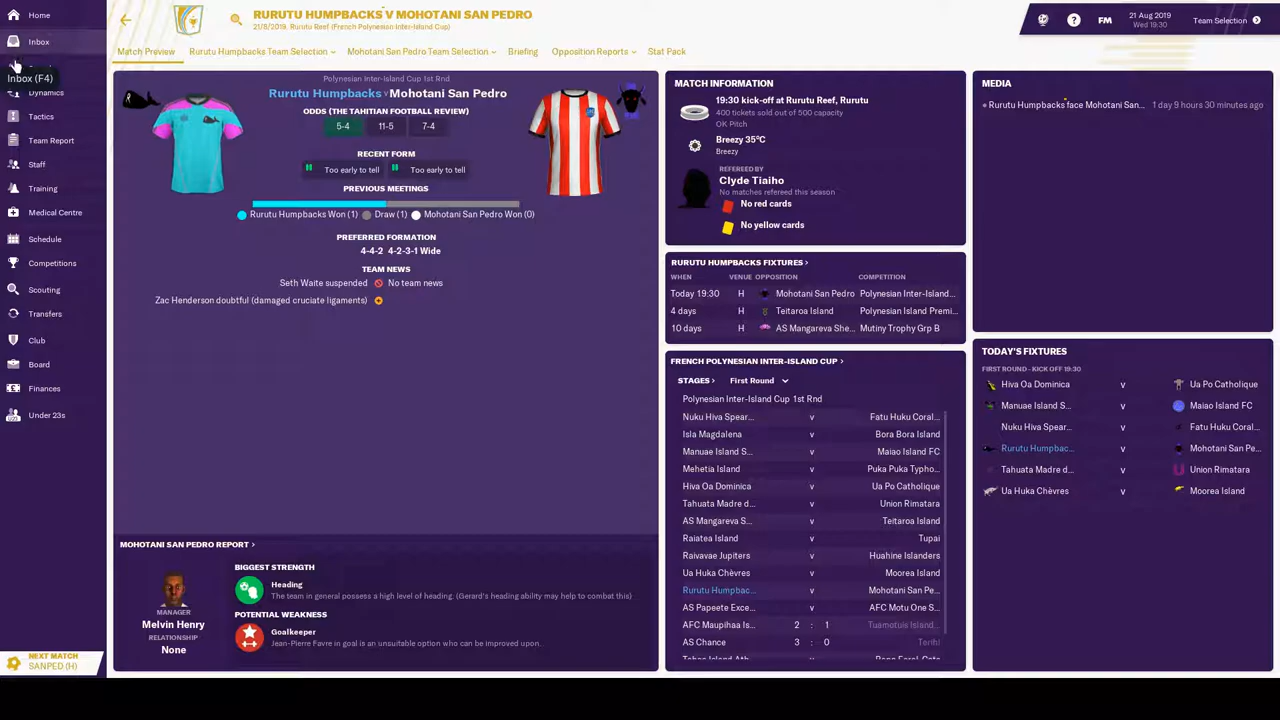 Home
Inbox
Inbox (F4)
Dynamics
Tactics
Team Report
Staff
Training
Medical Centre
Schedule
Competitions
Scouting
Transfers
Club
Board
Finances
Under 23s
NEXT MATCH
SANPED (H)
RURUTU HUMPBACKS V MOHOTANI SAN PEDRO
21/8/2019, Rurutu Reef (French Polynesian Inter-Island Cup)
FM
21 Aug 2019
Wed 19:30
Team Selection
Match Preview
Rurutu Humpbacks Team Selection
Mohotani San Pedro Team Selection
Briefing
Opposition Reports
Stat Pack
Polynesian Inter-island Cup 1st Rnd
Rurutu Humpbacks v Mohotani San Pedro
ODDS (THE TAHITIAN FOOTBALL REVIEW)
5-4 11-5 7-4
RECENT FORM
Too early to tell Too early to tell
PREVIOUS MEETINGS
Rurutu Humpbacks Won (1) Draw (1) Mohotani San Pedro Won (0)
PREFERRED FORMATION
4-4-2 4-2-3-1 Wide
TEAM NEWS
Seth Waite suspended No team news
Zac Henderson doubtful (damaged cruciate ligaments)
MOHOTANI SAN PEDRO REPORT
MANAGER
Melvin Henry
RELATIONSHIP
None
BIGGEST STRENGTH
Heading
The team in general possess a high level of heading. (Gerard's heading ability may help to combat this)
POTENTIAL WEAKNESS
Goalkeeper
Jean-Pierre Favre in goal is an unsuitable option who can be improved upon.
MATCH INFORMATION
19:30 kick-off at Rurutu Reef, Rurutu
400 tickets sold out of 500 capacity
OK Pitch
Breezy 35°C
Breezy
REFEREED BY
Clyde Tiaiho
No matches refereed this season
No red cards
No yellow cards
RURUTU HUMPBACKS FIXTURES
WHEN VENUE OPPOSITION COMPETITION
Today 19:30 H Mohotani San Pedro Polynesian Inter-Island...
4 days H Teitaroa Island Polynesian Island Premi...
10 days H AS Mangareva She... Mutiny Trophy Grp B
FRENCH POLYNESIAN INTER-ISLAND CUP
STAGES First Round
Polynesian Inter-Island Cup 1st Rnd
Nuku Hiva Spear... v Fatu Huku Coral...
Isla Magdalena v Bora Bora Island
Manuae Island S... v Maiao Island FC
Mehetia Island v Puka Puka Typho...
Hiva Oa Dominica v Ua Po Catholique
Tahuata Madre d... v Union Rimatara
AS Mangareva S... v Teitaroa Island
Raiatea Island v Tupai
Raivavae Jupiters v Huahine Islanders
Ua Huka Chèvres v Moorea Island
Rurutu Humpbac... v Mohotani San Pe...
AS Papeete Exce... v AFC Motu One S...
AFC Maupihaa Is... 2 : 1 Tuamotuis Island...
AS Chance 3 : 0 Terihi
MEDIA
Rurutu Humpbacks face Mohotani San... 1 day 9 hours 30 minutes ago
TODAY'S FIXTURES
FIRST ROUND - KICK OFF 19:30
Hiva Oa Dominica v Ua Po Catholique
Manuae Island S... v Maiao Island FC
Nuku Hiva Spear... v Fatu Huku Coral...
Rurutu Humpbac... v Mohotani San Pe...
Tahuata Madre d... v Union Rimatara
Ua Huka Chèvres v Moorea Island